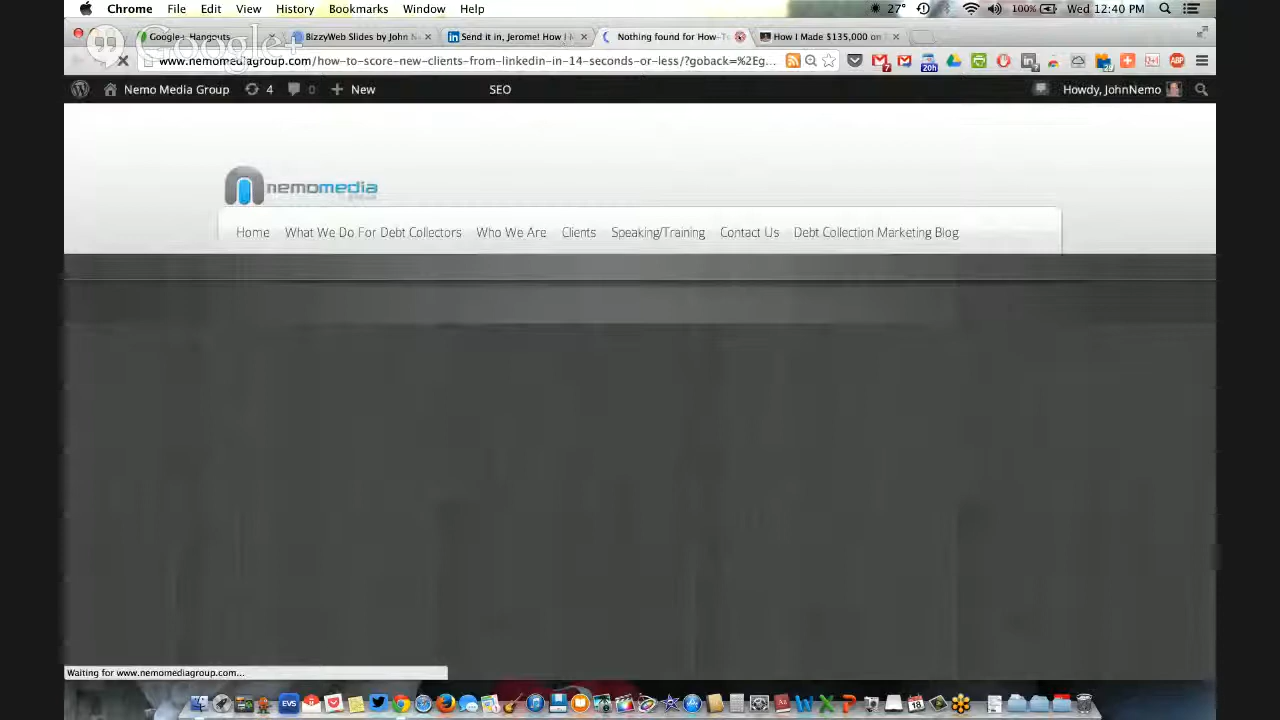 Chrome File Edit View History Bookmarks Window Help 27° 100% Wed 12:40 PM
Google+ Hangouts BizzyWeb Slides by John N Send it in, Jerome! How I Nothing found for How-To How I Made $135,000 on
Google+
www.nemomediagroup.com/how-to-score-new-clients-from-linkedin-in-14-seconds-or-less/?goback=%2Eg...
Nemo Media Group 4 0 New SEO Howdy, JohnNemo
nemomedia
Home What We Do For Debt Collectors Who We Are Clients Speaking/Training Contact Us Debt Collection Marketing Blog
Waiting for www.nemomediagroup.com...
EVS